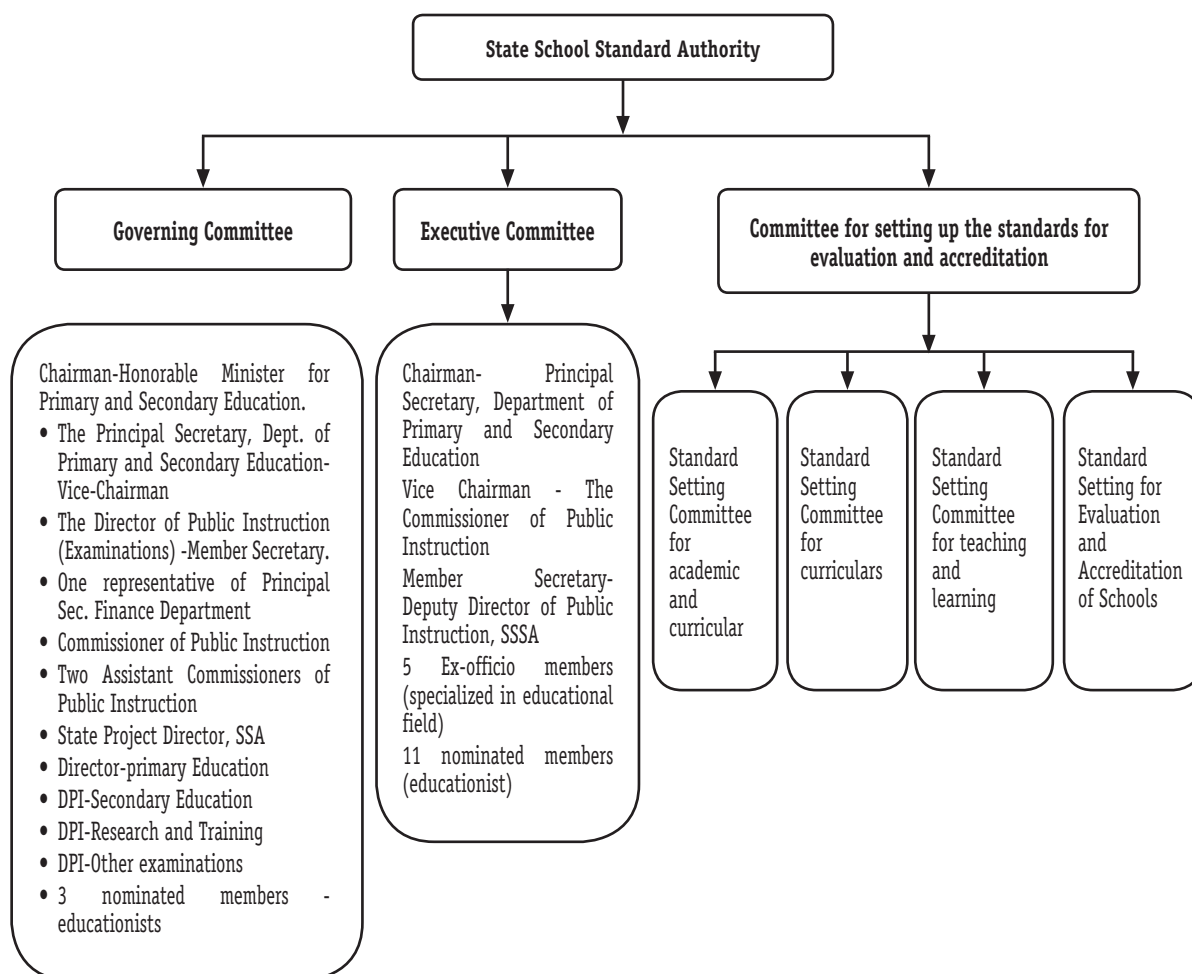 State School Standard Authority
Governing Committee
Executive Committee
Committee for setting up the standards for
evaluation and accreditation
Chairman-Honorable Minister for
Primary and Secondary Education.
• The Principal Secretary, Dept. of
Primary and Secondary Education-
Vice-Chairman
• The Director of Public Instruction
(Examinations) -Member Secretary.
• One representative of Principal
Sec. Finance Department
• Commissioner of Public Instruction
• Two Assistant Commissioners of
Public Instruction
• State Project Director, SSA
• Director-primary Education
• DPI-Secondary Education
• DPI-Research and Training
• DPI-Other examinations
• 3 nominated members -
educationists
Chairman- Principal
Secretary, Department of
Primary and Secondary
Education
Vice Chairman - The
Commissioner of Public
Instruction
Member Secretary-
Deputy Director of Public
Instruction, SSSA
5 Ex-officio members
(specialized in educational
field)
11 nominated members
(educationist)
Standard
Setting
Committee
for
academic
and
curricular
Standard
Setting
Committee
for
curriculars
Standard
Setting
Committee
for teaching
and
learning
Standard
Setting for
Evaluation
and
Accreditation
of Schools